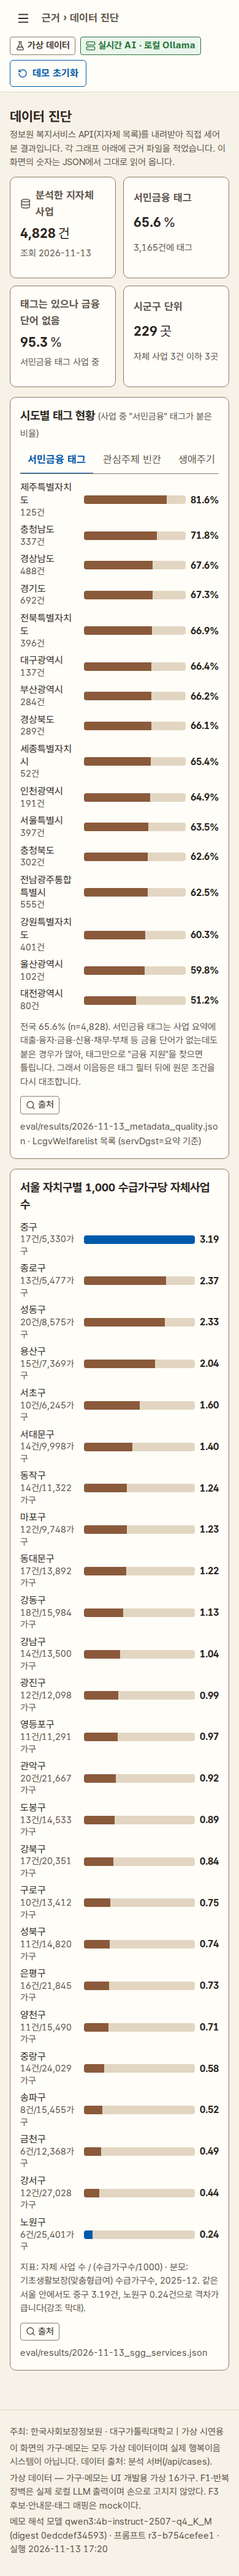 근거 › 데이터 진단
가상 데이터
실시간 AI · 로컬 Ollama
데모 초기화
데이터 진단
정보원 복지서비스 API(지자체 목록)를 내려받아 직접 세어
본 결과입니다. 각 그래프 아래에 근거 파일을 적었습니다. 이
화면의 숫자는 JSON에서 그대로 읽어 옵니다.
분석한 지자체
사업
4,828 건
조회 2026-11-13
서민금융 태그
65.6 %
3,165건에 태그
태그는 있으나 금융
단어 없음
95.3 %
서민금융 태그 사업 중
시군구 단위
229 곳
자체 사업 3건 이하 3곳
시도별 태그 현황 (사업 중 "서민금융" 태그가 붙은
비율)
서민금융 태그
관심주제 빈칸
생애주기
제주특별자치
도
125건
81.6%
충청남도
337건
71.8%
경상남도
488건
67.6%
경기도
692건
67.3%
전북특별자치
도
396건
66.9%
대구광역시
137건
66.4%
부산광역시
284건
66.2%
경상북도
289건
66.1%
세종특별자치
시
52건
65.4%
인천광역시
191건
64.9%
서울특별시
397건
63.5%
충청북도
302건
62.6%
전남광주통합
특별시
555건
62.5%
강원특별자치
도
401건
60.3%
울산광역시
102건
59.8%
대전광역시
80건
51.2%
전국 65.6% (n=4,828). 서민금융 태그는 사업 요약에
대출·융자·금융·신용·채무·부채 등 금융 단어가 없는데도
붙은 경우가 많아, 태그만으로 "금융 지원"을 찾으면
틀립니다. 그래서 이음등은 태그 필터 뒤에 원문 조건을
다시 대조합니다.
출처
eval/results/2026-11-13_metadata_quality.jso
n · LcgvWelfarelist 목록 (servDgst=요약 기준)
서울 자치구별 1,000 수급가구당 자체사업
수
중구
17건/5,330가
구
3.19
종로구
13건/5,477가
구
2.37
성동구
20건/8,575가
구
2.33
용산구
15건/7,369가
구
2.04
서초구
10건/6,245가
구
1.60
서대문구
14건/9,998가
구
1.40
동작구
14건/11,322
가구
1.24
마포구
12건/9,748가
구
1.23
동대문구
17건/13,892
가구
1.22
강동구
18건/15,984
가구
1.13
강남구
14건/13,500
가구
1.04
광진구
12건/12,098
가구
0.99
영등포구
11건/11,291
가구
0.97
관악구
20건/21,667
가구
0.92
도봉구
13건/14,533
가구
0.89
강북구
17건/20,351
가구
0.84
구로구
10건/13,412
가구
0.75
성북구
11건/14,820
가구
0.74
은평구
16건/21,845
가구
0.73
양천구
11건/15,490
가구
0.71
중랑구
14건/24,029
가구
0.58
송파구
8건/15,455가
구
0.52
금천구
6건/12,368가
구
0.49
강서구
12건/27,028
가구
0.44
노원구
6건/25,401가
구
0.24
지표: 자체 사업 수 / (수급가구수/1000) · 분모:
기초생활보장(맞춤형급여) 수급가구수, 2025-12. 같은
서울 안에서도 중구 3.19건, 노원구 0.24건으로 격차가
큽니다(강조 막대).
출처
eval/results/2026-11-13_sgg_services.json
주최: 한국사회보장정보원 · 대구가톨릭대학교 | 가상 시연용
이 화면의 가구·메모는 모두 가상 데이터이며 실제 행복이음
시스템이 아닙니다. 데이터 출처: 분석 서버(/api/cases).
가상 데이터 — 가구·메모는 UI 개발용 가상 16가구. F1·반복
장벽은 실제 로컬 LLM 출력이며 손으로 고치지 않았다. F3
후보·안내문·태그 매핑은 mock이다.
메모 해석 모델 qwen3:4b-instruct-2507-q4_K_M
(digest 0edcdef34593) · 프롬프트 r3-b754cefee1 ·
실행 2026-11-13 17:20